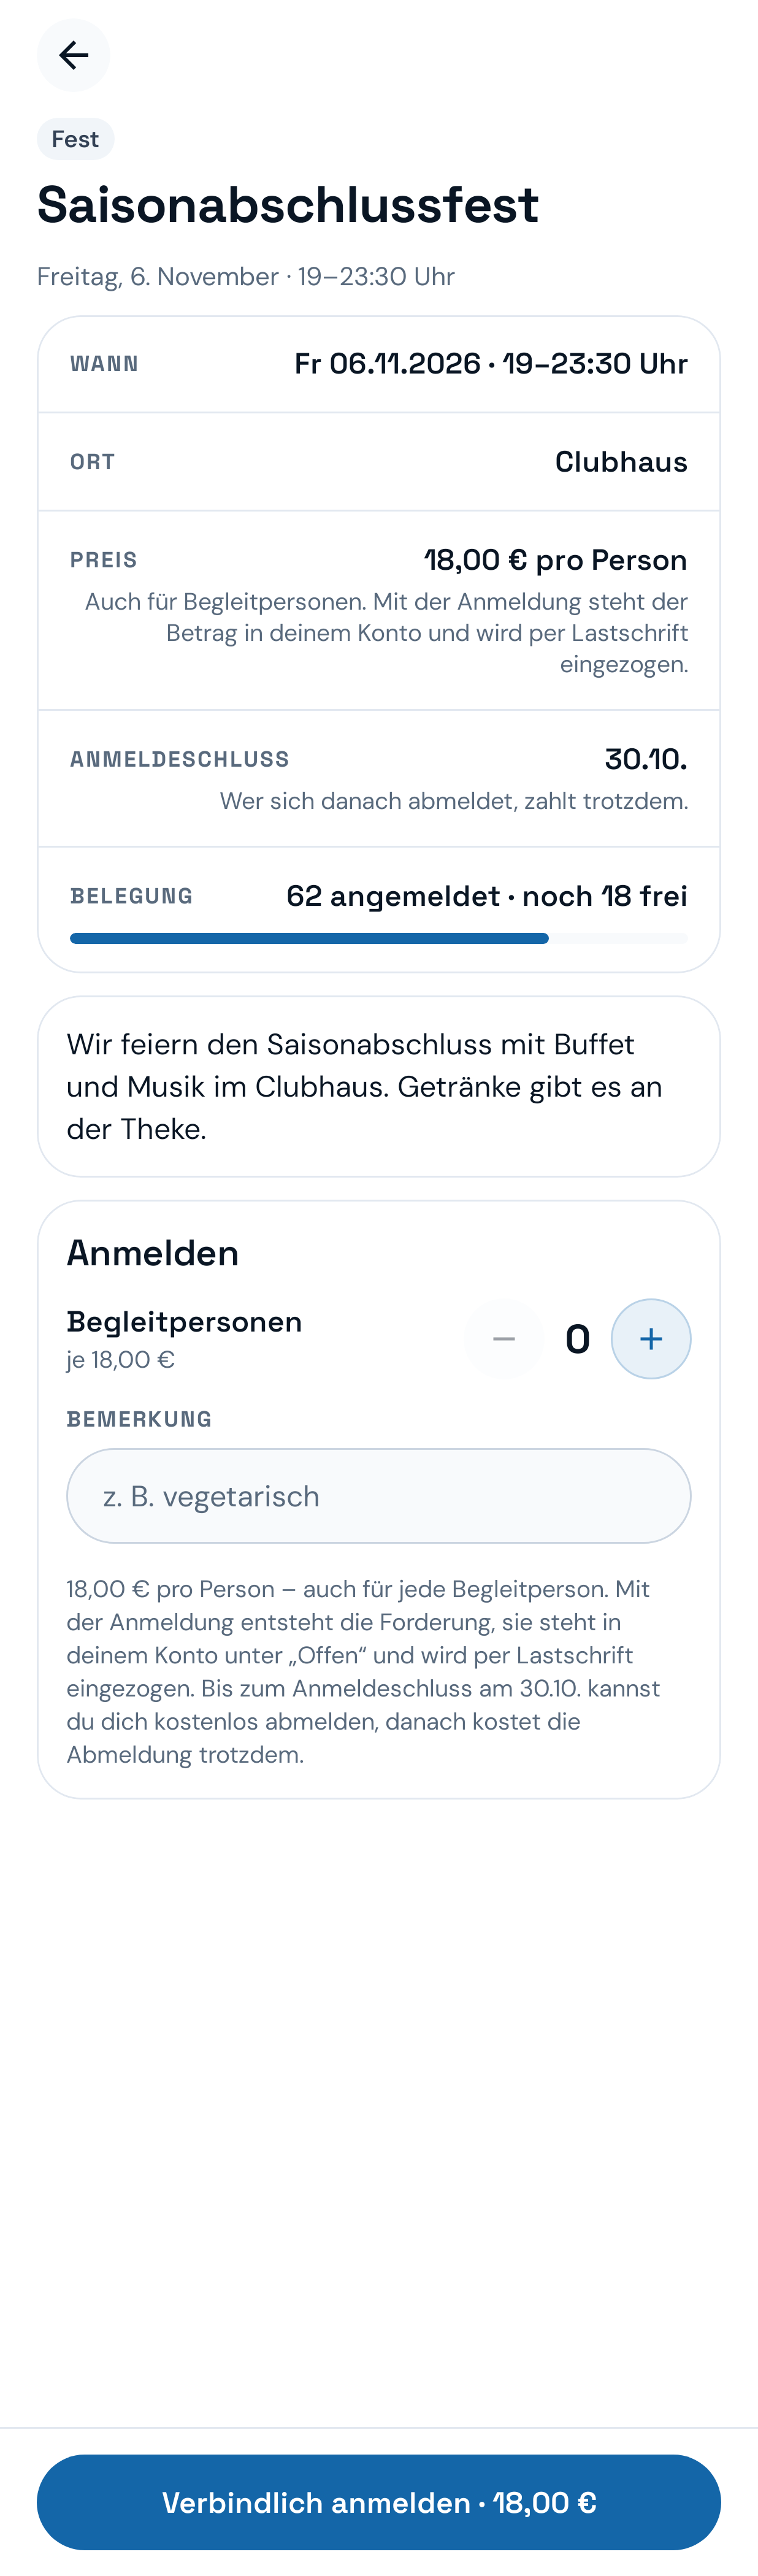 Fest
Saisonabschlussfest
Freitag, 6. November · 19–23:30 Uhr
WANN Fr 06.11.2026 · 19–23:30 Uhr
ORT Clubhaus
PREIS 18,00 € pro Person
Auch für Begleitpersonen. Mit der Anmeldung steht der
Betrag in deinem Konto und wird per Lastschrift
eingezogen.
ANMELDESCHLUSS 30.10.
Wer sich danach abmeldet, zahlt trotzdem.
BELEGUNG 62 angemeldet · noch 18 frei
Wir feiern den Saisonabschluss mit Buffet
und Musik im Clubhaus. Getränke gibt es an
der Theke.
Anmelden
Begleitpersonen
je 18,00 €
− 0 +
BEMERKUNG
z. B. vegetarisch
18,00 € pro Person – auch für jede Begleitperson. Mit
der Anmeldung entsteht die Forderung, sie steht in
deinem Konto unter „Offen“ und wird per Lastschrift
eingezogen. Bis zum Anmeldeschluss am 30.10. kannst
du dich kostenlos abmelden, danach kostet die
Abmeldung trotzdem.
Verbindlich anmelden · 18,00 €